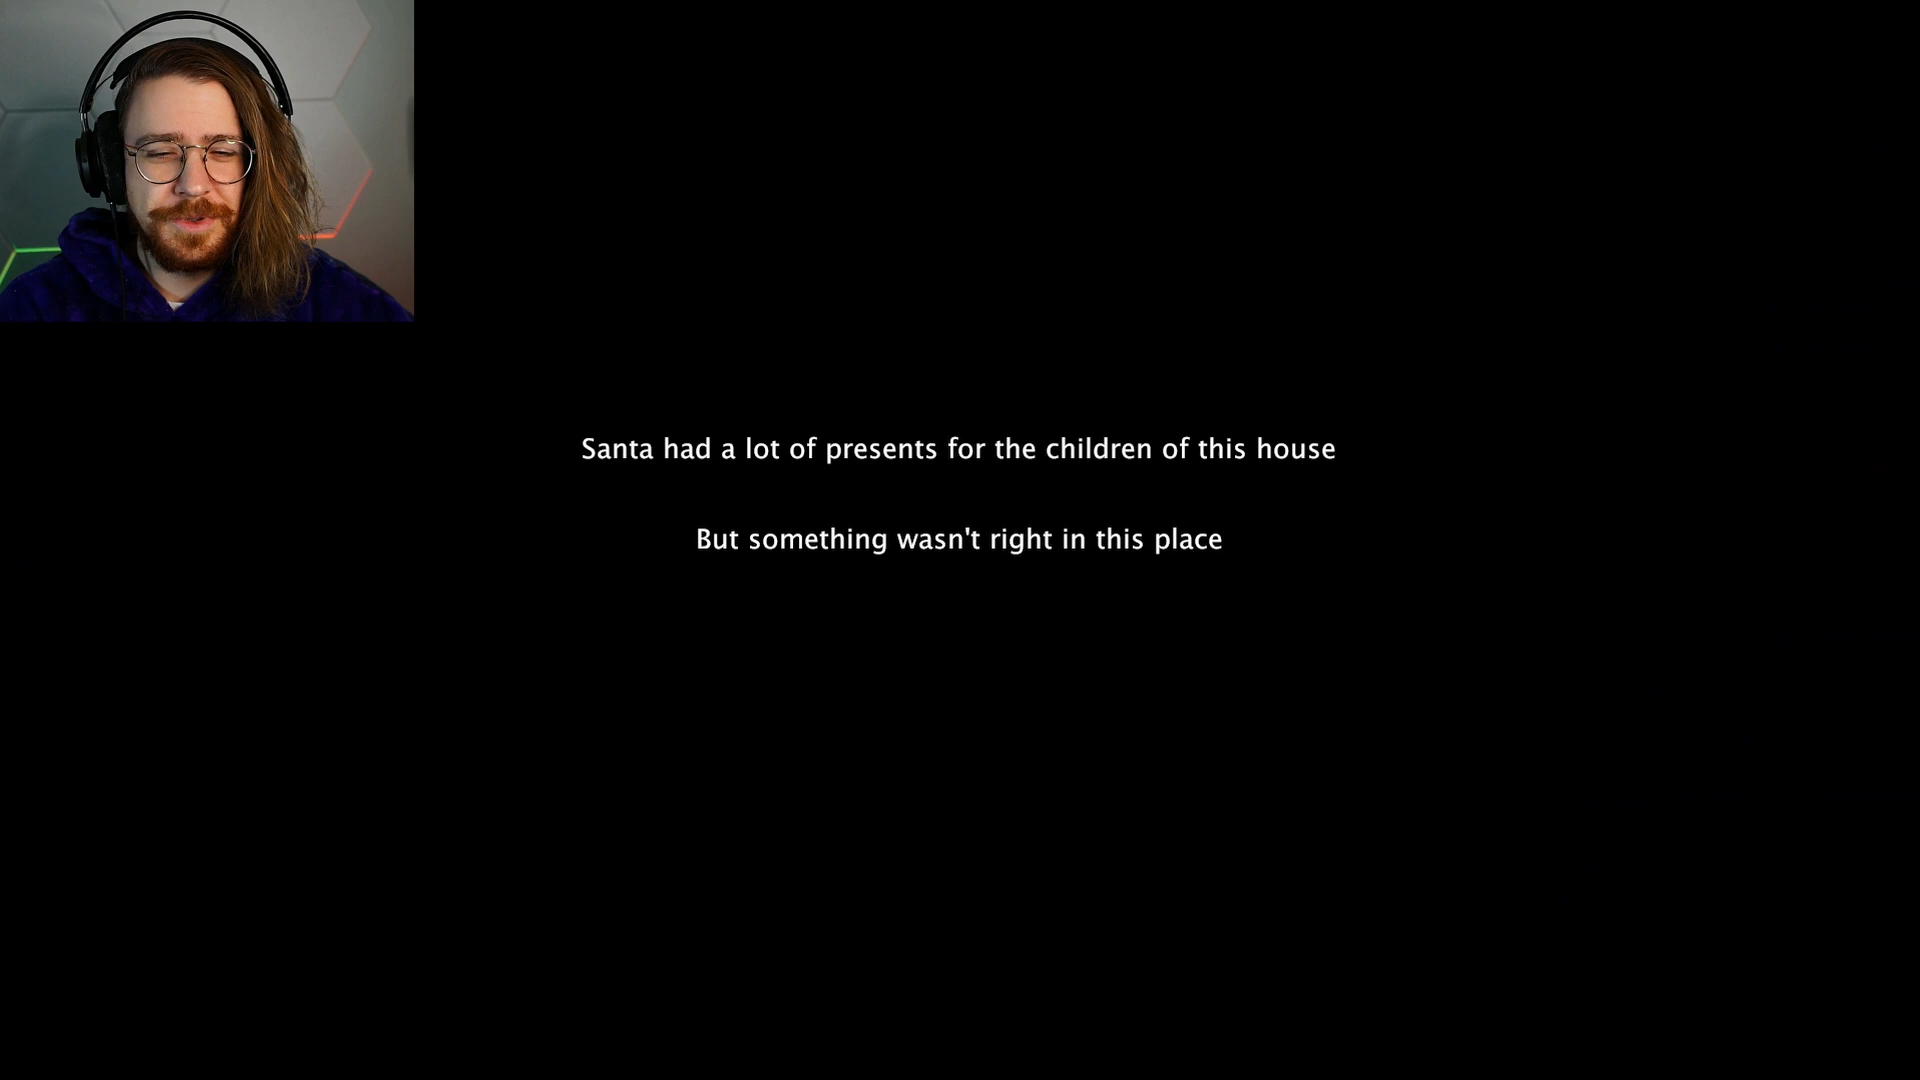 Santa had a lot of presents for the children of this house
But something wasn't right in this place